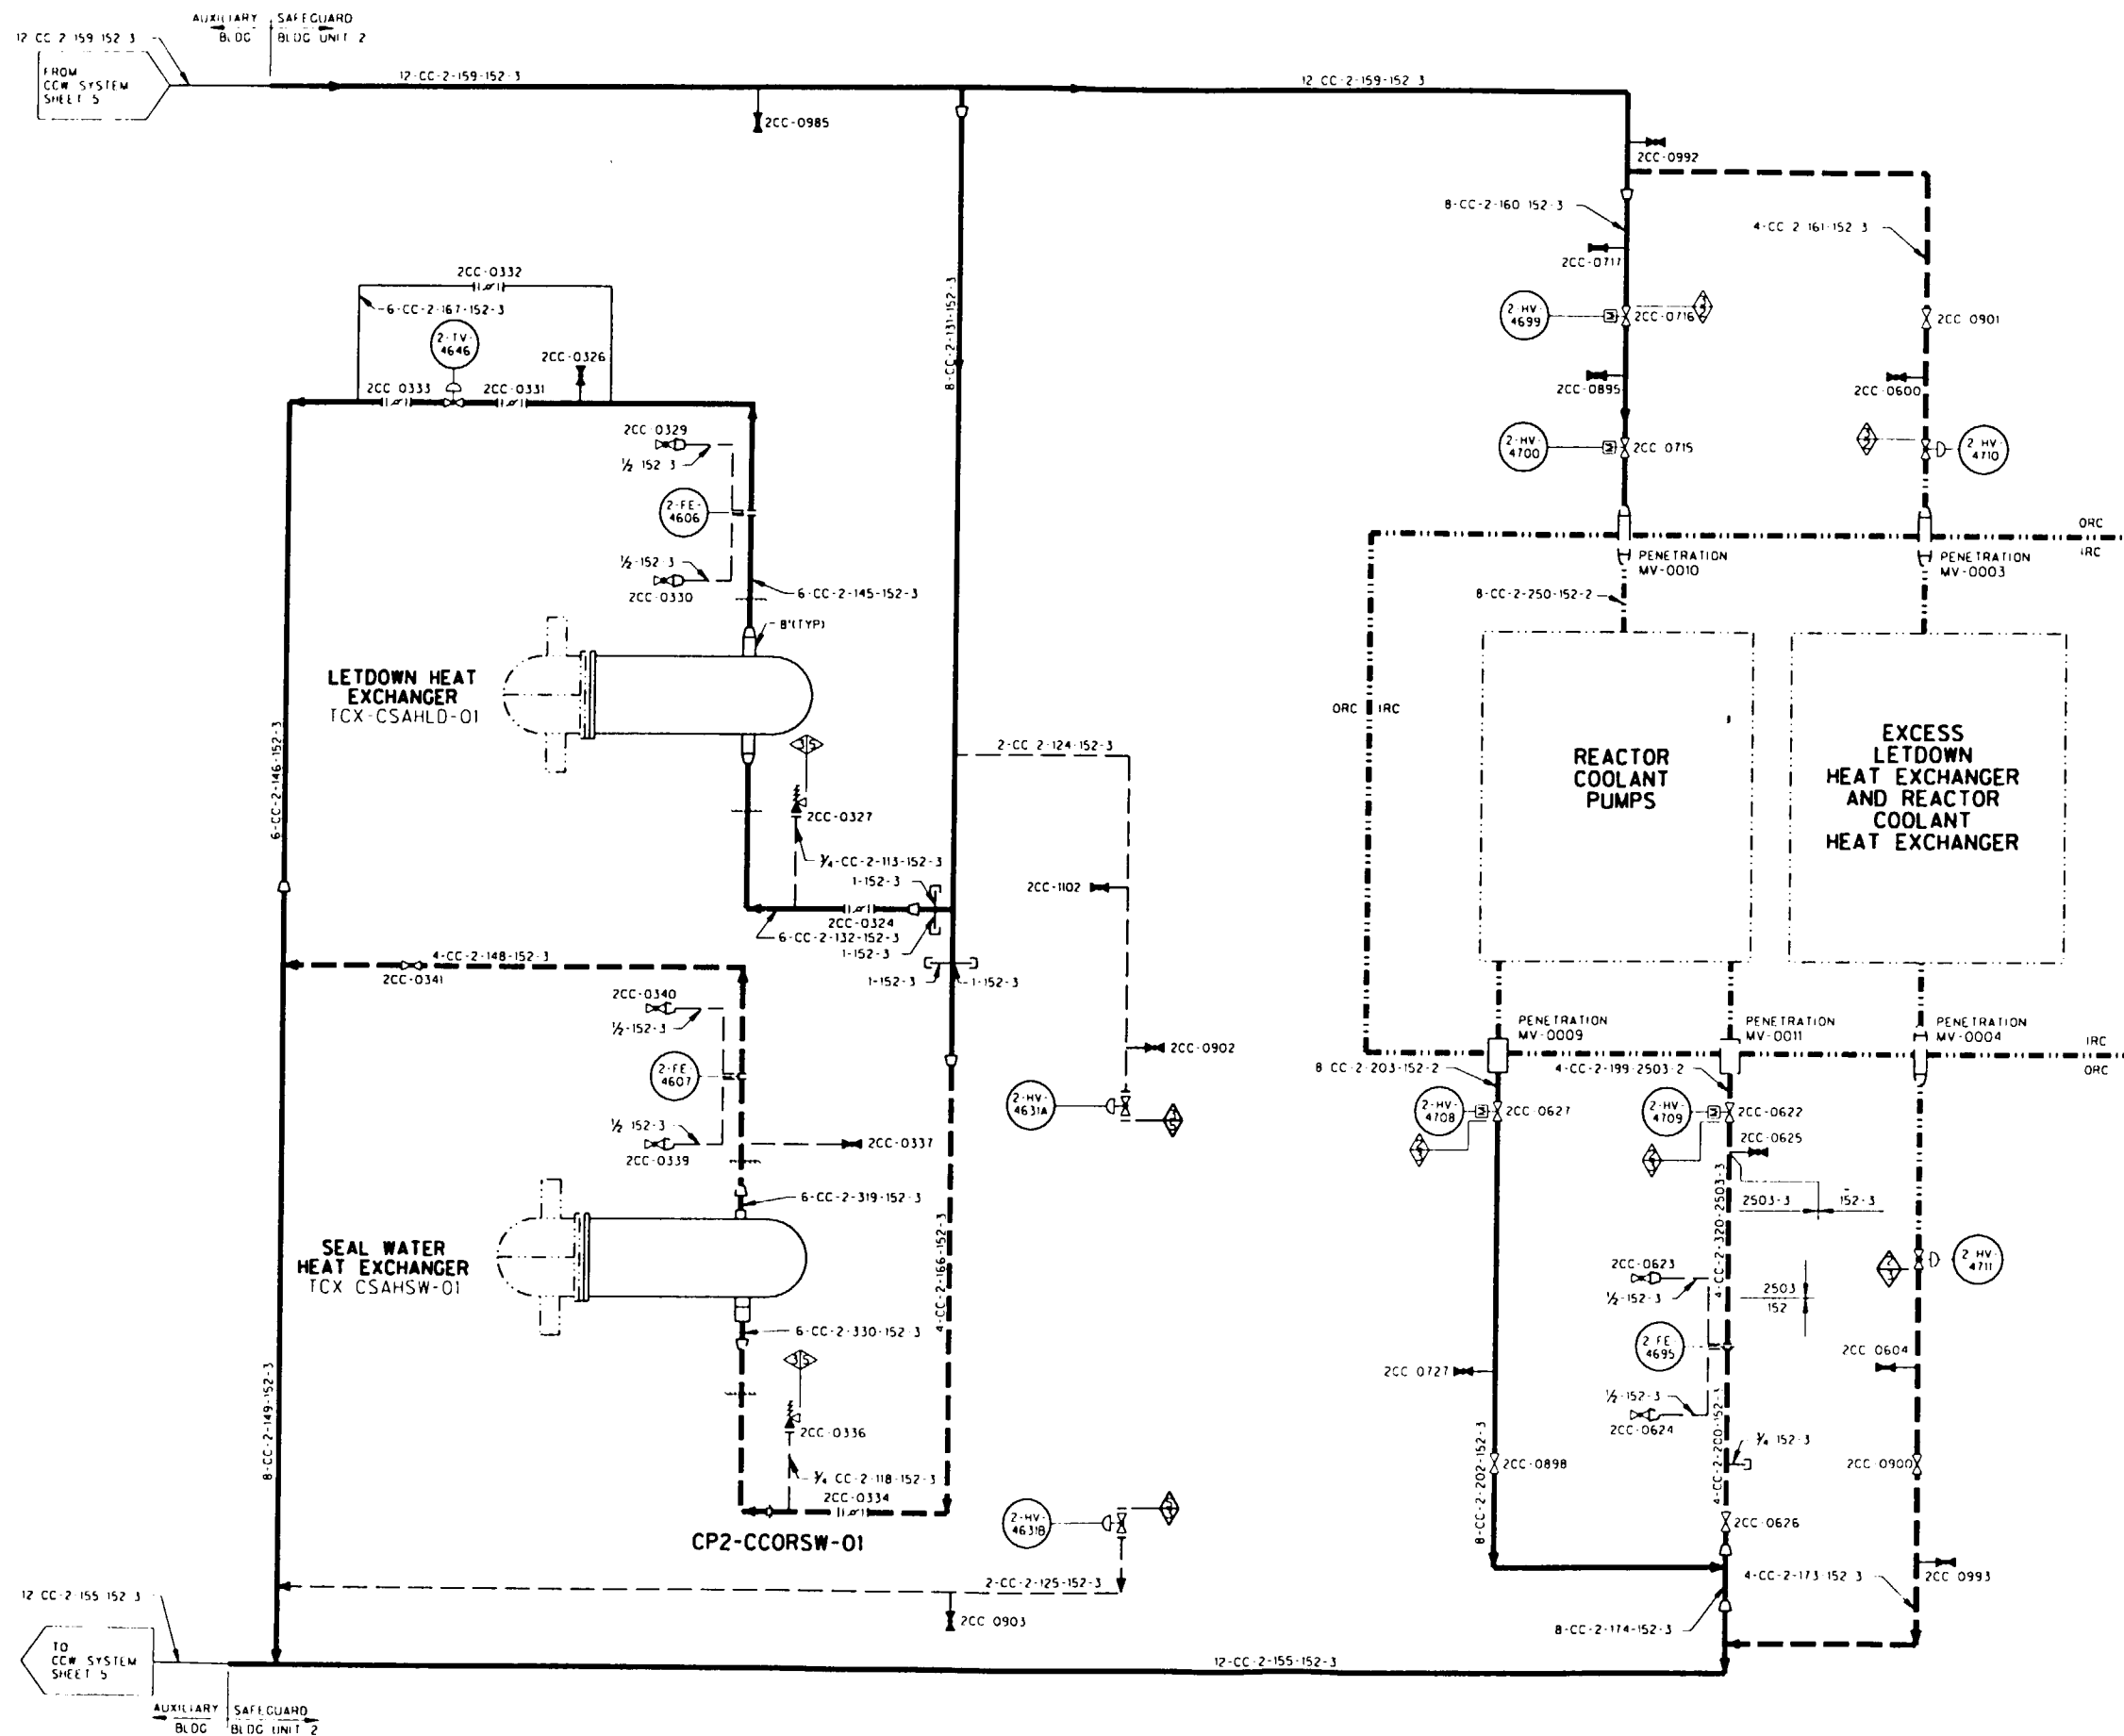 AUXILIARY
BLDG
SAFEGUARD
BLDG UNIT 2
12 CC 2 159 152 3
FROM
CCW SYSTEM
SHEET 5
12-CC-2-159-152-3
12 CC-2-159-152 3
2CC-0985
2CC-0992
8-CC-2-160 152-3
4-CC 2 161-152 3
2CC-0717
2CC-0332
6-CC-2-167-152-3
8-CC-2-131-152-3
2-HV-
4699
2CC-0716
2CC 0901
2-TV-
4646
2CC-0326
2CC 0333
2CC-0331
2CC-0895
2CC-0600
2CC-0329
½ 152 3
2-HV-
4700
2CC 0715
2 HV-
4710
2-FE-
4606
ORC
IRC
½-152-3
2CC-0330
6-CC-2-145-152-3
PENETRATION
MV-0010
PENETRATION
MV-0003
8-CC-2-250-152-2
8"(TYP)
LETDOWN HEAT
EXCHANGER
TCX-CSAHLD-01
ORC
IRC
REACTOR
COOLANT
PUMPS
EXCESS
LETDOWN
HEAT EXCHANGER
AND REACTOR
COOLANT
HEAT EXCHANGER
6-CC-2-146-152-3
2-CC 2-124-152-3
2CC-0327
¾-CC-2-113-152-3
1-152-3
2CC-1102
2CC-0324
6-CC-2-132-152-3
1-152-3
4-CC-2-148-152-3
2CC-0341
1-152-3
1-152-3
2CC-0340
½-152-3
PENETRATION
MV-0009
PENETRATION
MV-0011
PENETRATION
MV-0004
IRC
ORC
2CC-0902
2-FE-
4607
8 CC-2-203-152-2
4-CC-2-199-2503-2
2-HV-
4631A
2-HV-
4708
2CC-0627
2-HV-
4709
2CC-0622
½ 152-3
2CC-0339
2CC-0337
2CC-0625
6-CC-2-319-152-3
2503-3
152-3
4-CC-2-320-2503-3
SEAL WATER
HEAT EXCHANGER
TCX CSAHSW-01
4-CC-2-166-152-3
2CC-0623
½-152-3
2 HV-
4711
2503
152
6-CC-2-330-152-3
2 FE-
4695
8-CC-2-149-152-3
2CC 0727
2CC 0604
½-152-3
2CC-0624
2CC-0336
¾ 152-3
¾ CC-2-118-152-3
2CC-0334
8-CC-2-202-152-3
2CC-0898
4-CC-2-200-152-3
2CC-0900
2-HV-
4631B
2CC-0626
CP2-CCORSW-01
2-CC-2-125-152-3
4-CC-2-173-152 3
2CC 0993
12 CC-2 155 152 3
2CC 0903
8-CC-2-174-152-3
TO
CCW SYSTEM
SHEET 5
12-CC-2-155-152-3
AUXILIARY
BLDG
SAFEGUARD
BLDG UNIT 2